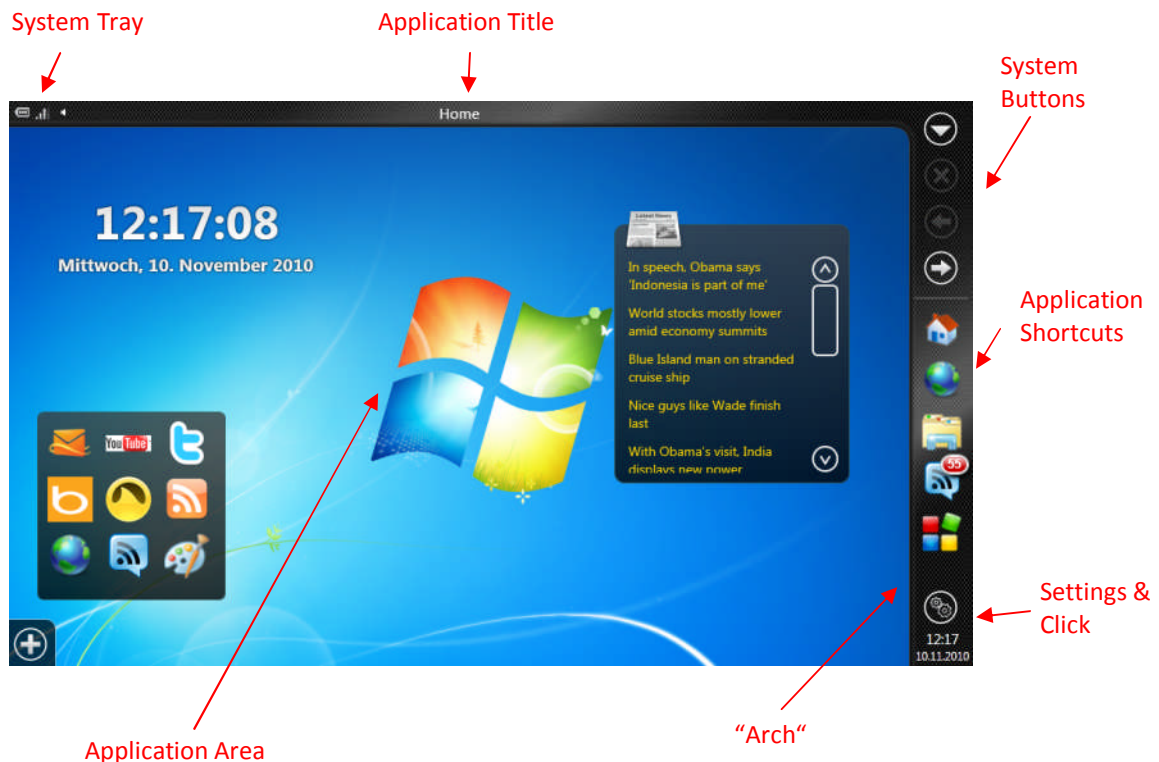 System Tray
Application Title
System
Buttons
Home
12:17:08
Mittwoch, 10. November 2010
Latest News
In speech, Obama says
'Indonesia is part of me'
World stocks mostly lower
amid economy summits
Blue Island man on stranded
cruise ship
Nice guys like Wade finish
last
With Obama's visit, India
displays new power
Application
Shortcuts
You Tube
55
Settings &
Click
12:17
10.11.2010
"Arch"
Application Area